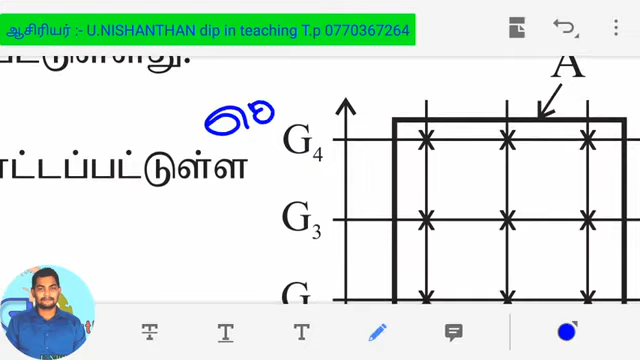 ஆசிரியர் :- U.NISHANTHAN dip in teaching T.p 0770367264
A
G4
ட்டப்பட்டுள்ள
G3
G
T
T
T